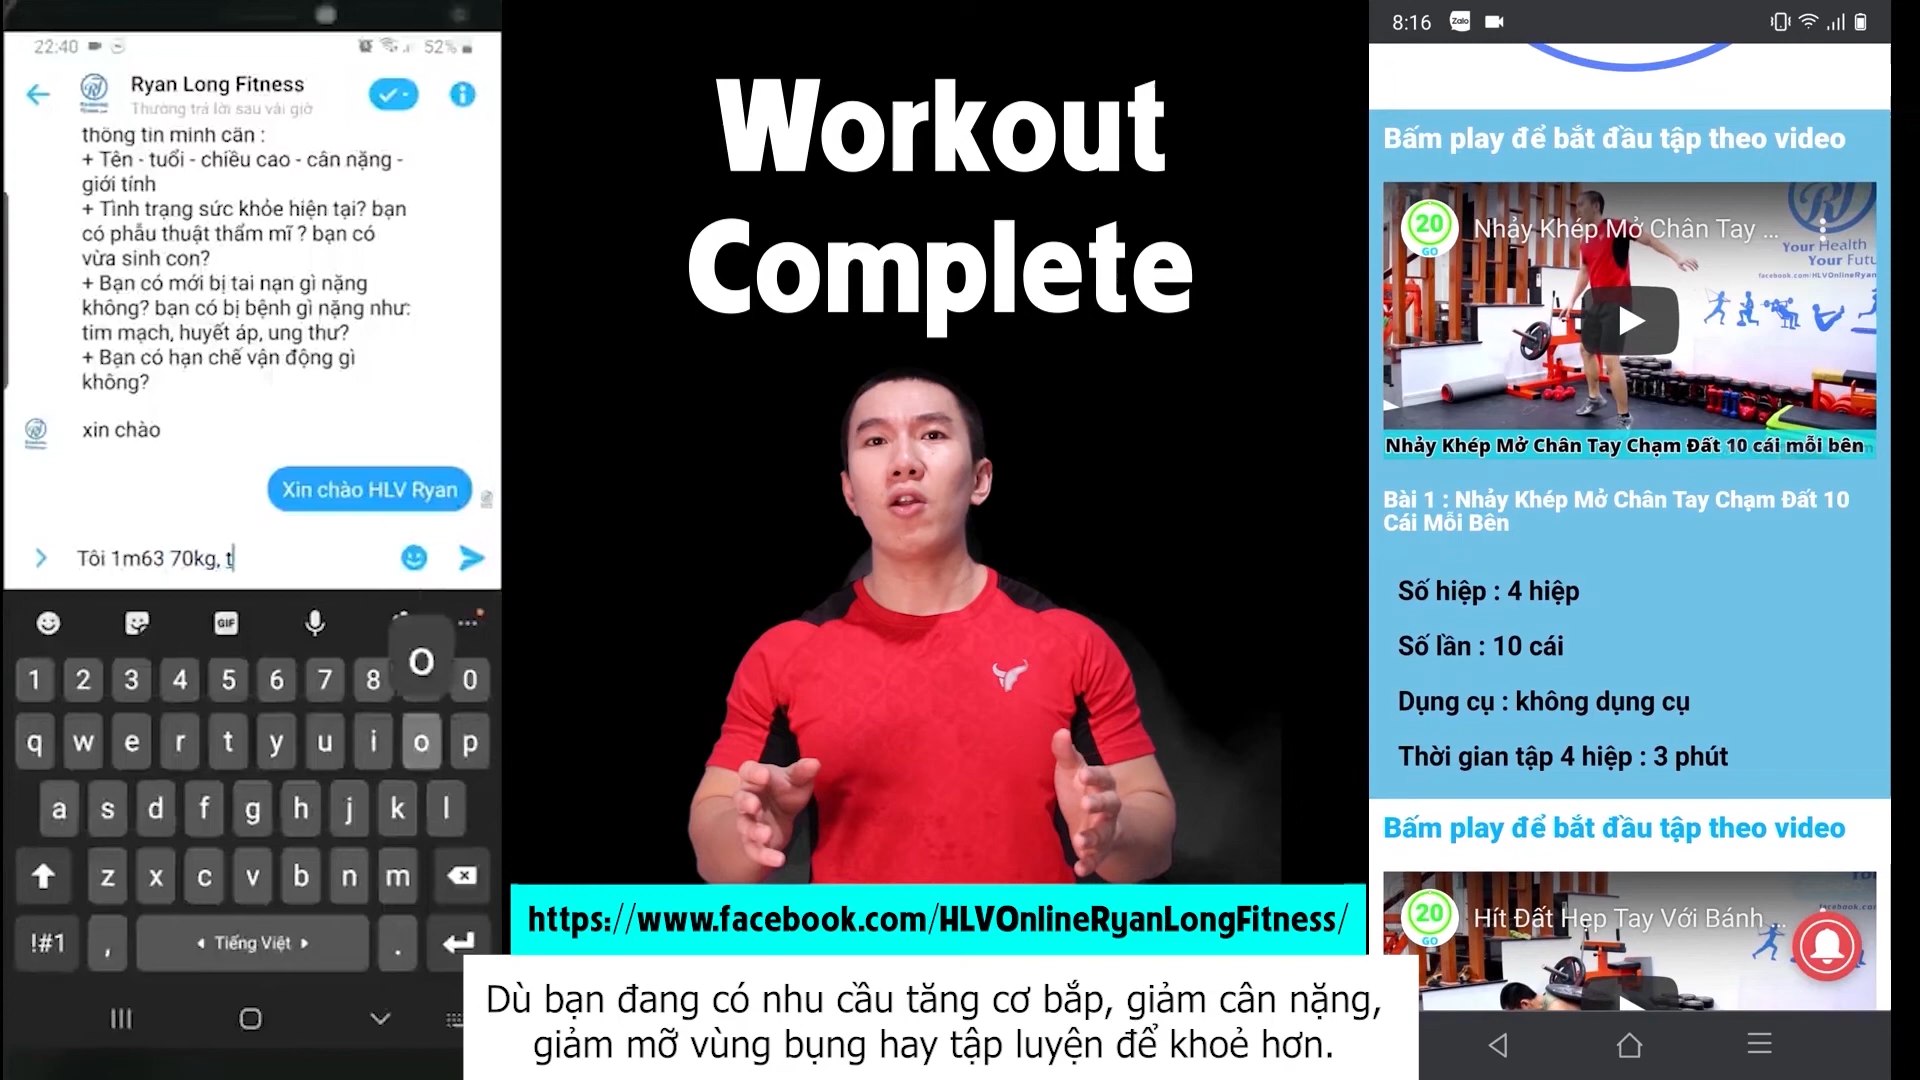 22:40
52%
Ryan Long Fitness
Thường trả lời sau vài giờ
thông tin mình cần :
+ Tên - tuổi - chiều cao - cân nặng -
giới tính
+ Tình trạng sức khỏe hiện tại? bạn
có phẫu thuật thẩm mĩ ? bạn có
vừa sinh con?
+ Bạn có mới bị tai nạn gì nặng
không? bạn có bị bệnh gì nặng như:
tim mạch, huyết áp, ung thư?
+ Bạn có hạn chế vận động gì
không?
xin chào
Xin chào HLV Ryan
Tôi 1m63 70kg, t
GIF
O
1 2 3 4 5 6 7 8 0
q w e r t y u i o p
a s d f g h j k l
z x c v b n m
!#1 , Tiếng Việt .
Workout
Complete
https://www.facebook.com/HLVOnlineRyanLongFitness/
Dù bạn đang có nhu cầu tăng cơ bắp, giảm cân nặng,
giảm mỡ vùng bụng hay tập luyện để khoẻ hơn.
8:16 Zalo
Bấm play để bắt đầu tập theo video
20
GO
Nhảy Khép Mở Chân Tay ...
Your Health
Your Futu
facebook.com/HLVOnlineRyan
Nhảy Khép Mở Chân Tay Chạm Đất 10 cái mỗi bên
Bài 1 : Nhảy Khép Mở Chân Tay Chạm Đất 10
Cái Mỗi Bên
Số hiệp : 4 hiệp
Số lần : 10 cái
Dụng cụ : không dụng cụ
Thời gian tập 4 hiệp : 3 phút
Bấm play để bắt đầu tập theo video
20
GO
Hít Đất Hẹp Tay Với Bánh ...